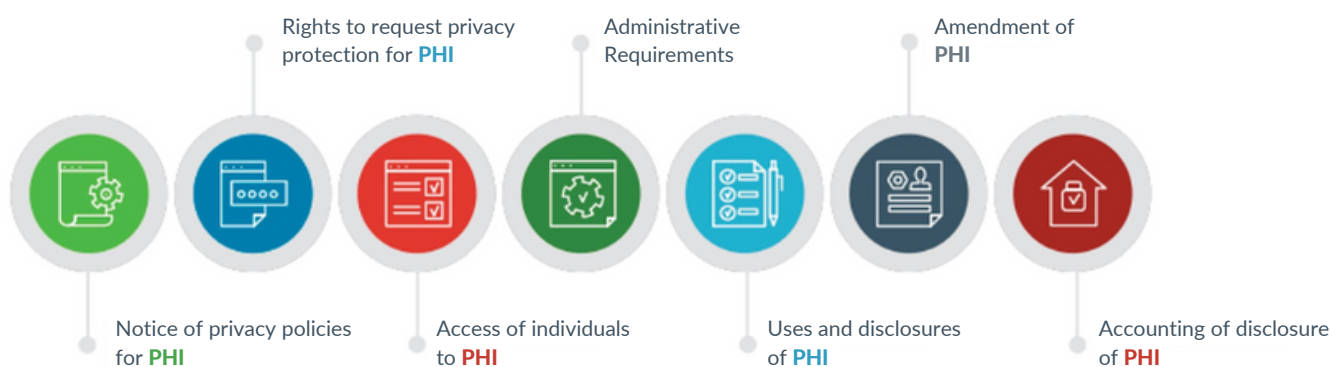 Rights to request privacy
protection for PHI
Administrative
Requirements
Amendment of
PHI
Notice of privacy policies
for PHI
Access of individuals
to PHI
Uses and disclosures
of PHI
Accounting of disclosure
of PHI